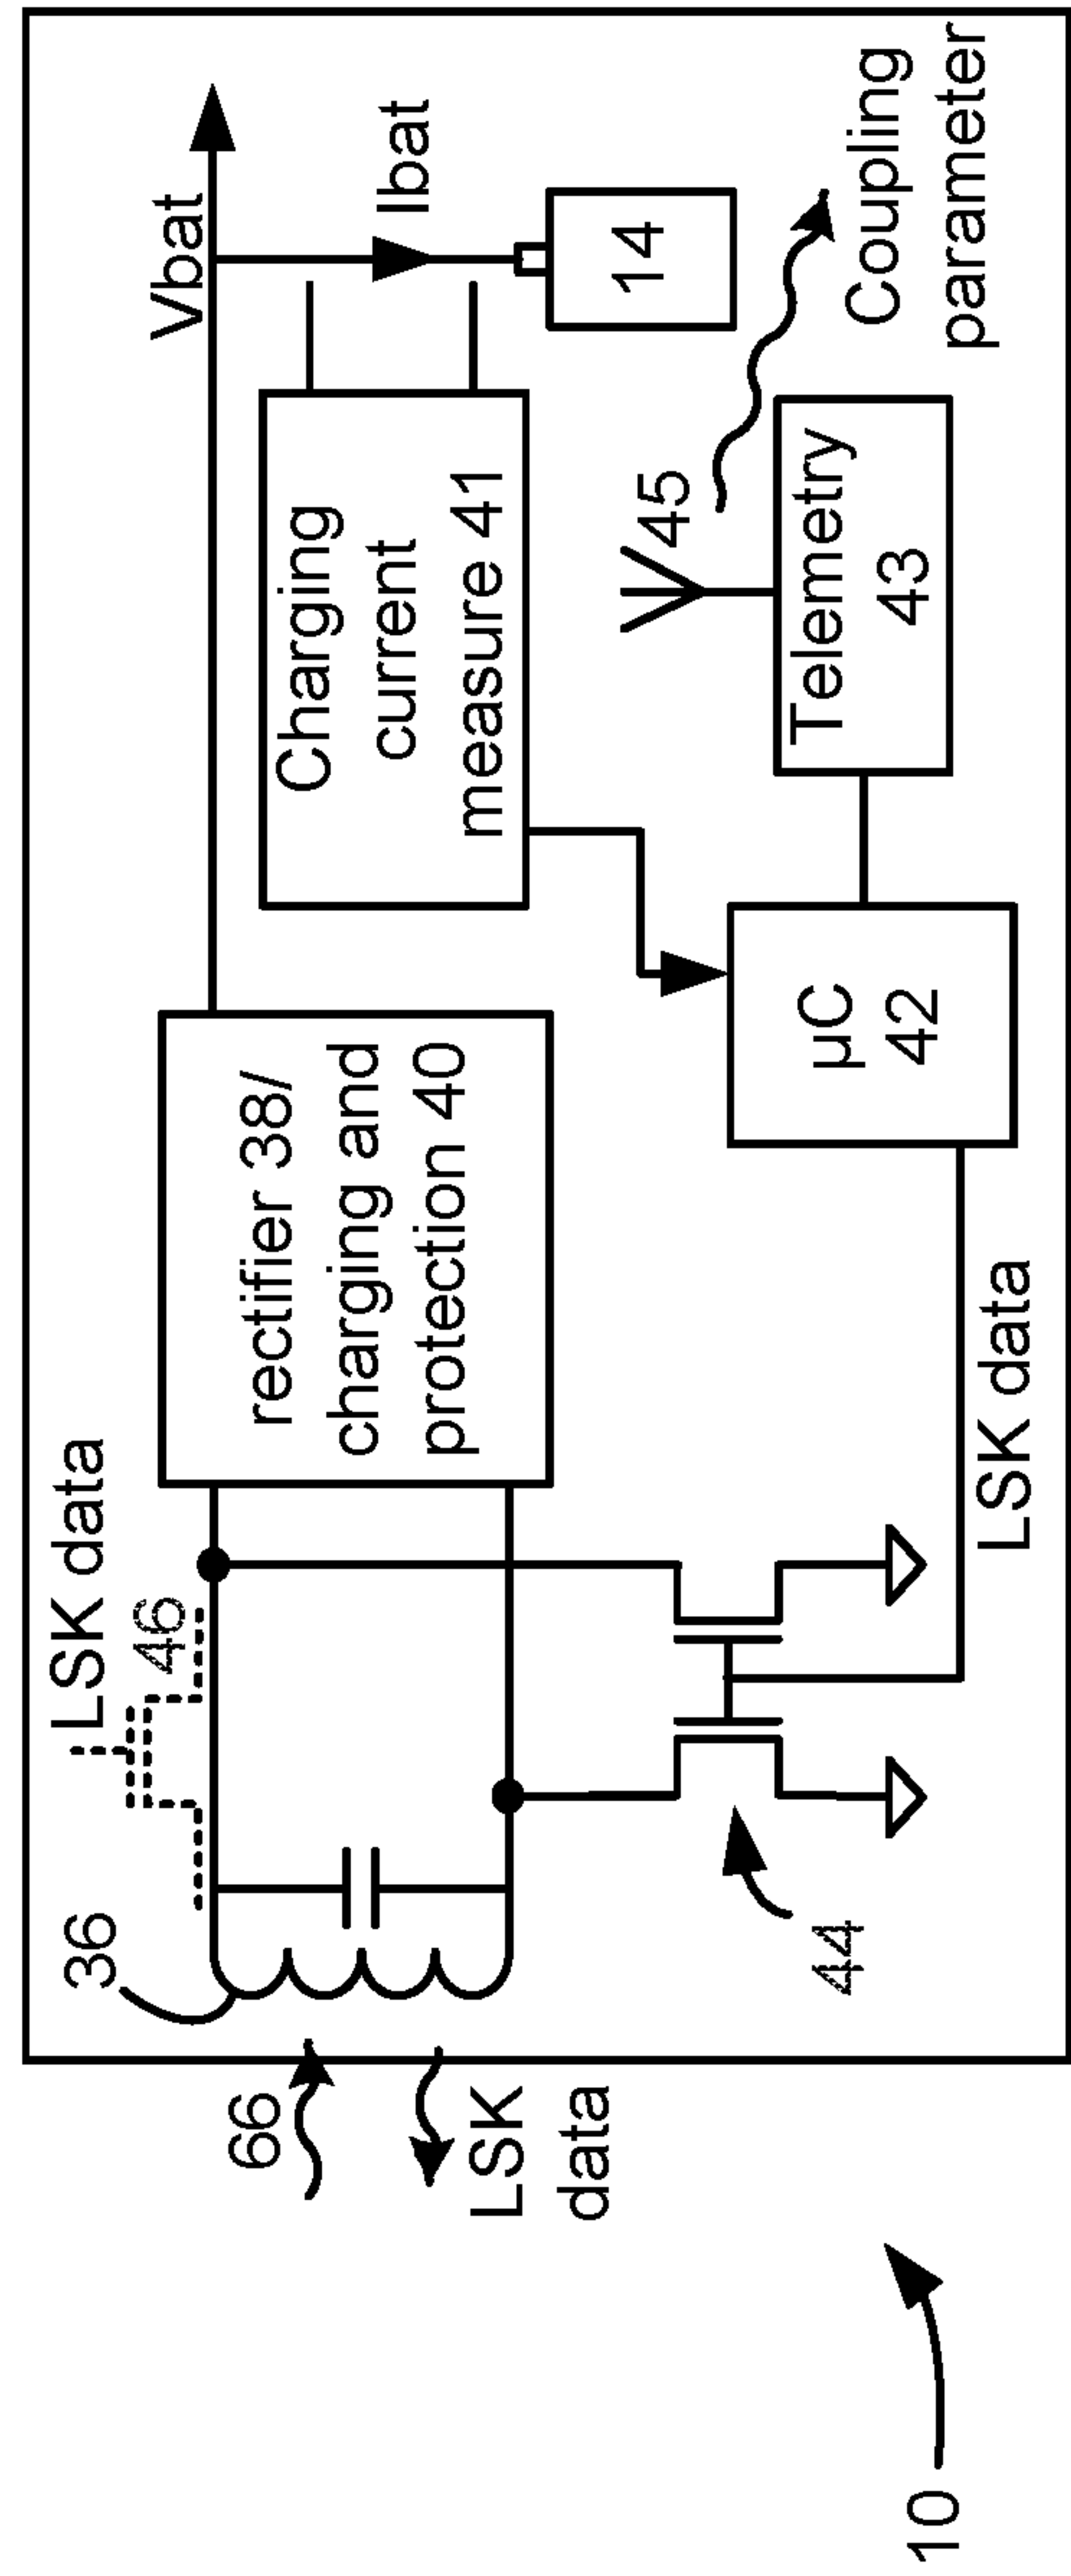 LSK data
46
36
66
LSK
data
rectifier 38/
charging and
protection 40
Vbat
Ibat
14
Charging
current
measure 41
45
Coupling
parameter
Telemetry
43
µC
42
LSK data
44
10